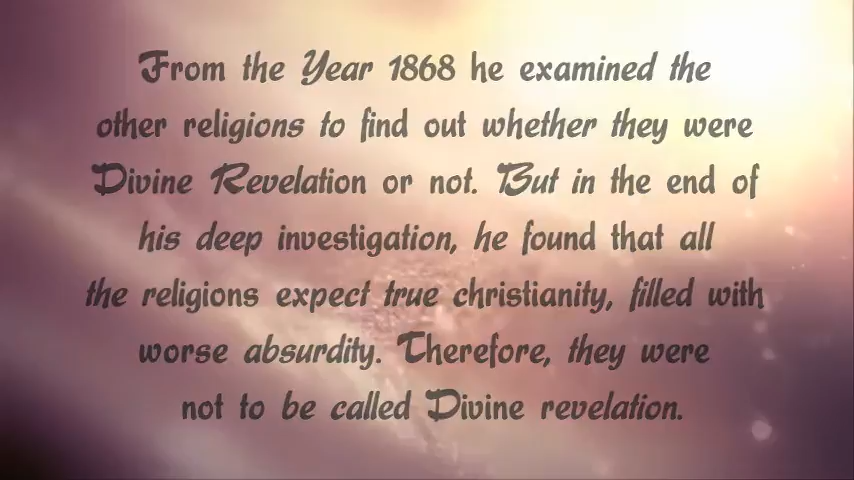 From the Year 1868 he examined the
other religions to find out whether they were
Divine Revelation or not. But in the end of
his deep investigation, he found that all
the religions expect true christianity, filled with
worse absurdity. Therefore, they were
not to be called Divine revelation.